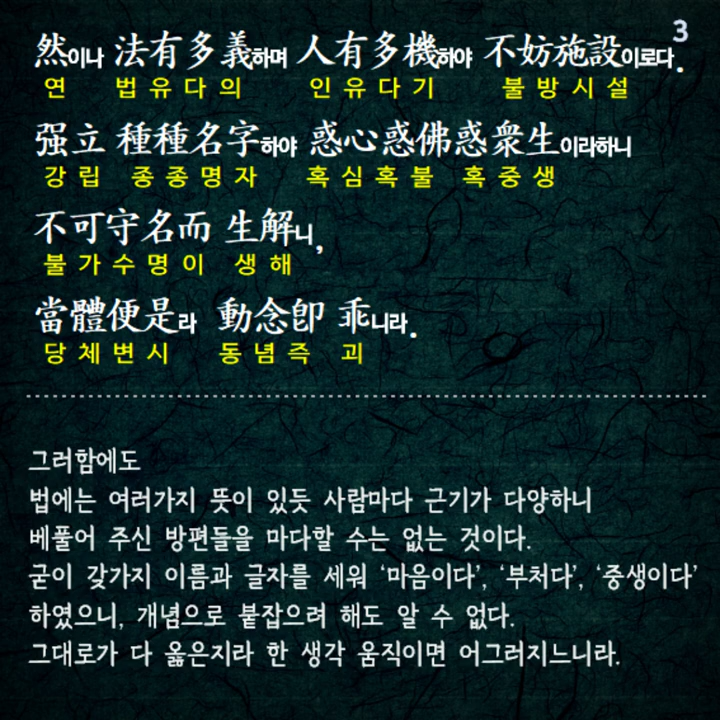 3
然이나 法有多義하며 人有多機하야 不妨施設이로다.
연 법유다의 인유다기 불방시설
强立 種種名字하야 惑心惑佛惑衆生이라하니
강립 종종명자 혹심혹불 혹중생
不可守名而 生解니,
불가수명이 생해
當體便是라 動念卽 乖니라.
당체변시 동념즉 괴
그러함에도
법에는 여러가지 뜻이 있듯 사람마다 근기가 다양하니
베풀어 주신 방편들을 마다할 수는 없는 것이다.
굳이 갖가지 이름과 글자를 세워 '마음이다', '부처다', '중생이다'
하였으니, 개념으로 붙잡으려 해도 알 수 없다.
그대로가 다 옳은지라 한 생각 움직이면 어그러지느니라.